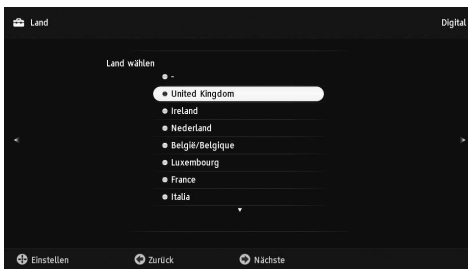 Land
Digital
Land wählen
-
United Kingdom
Ireland
Nederland
België/Belgique
Luxembourg
France
Italia
Einstellen
Zurück
Nächste